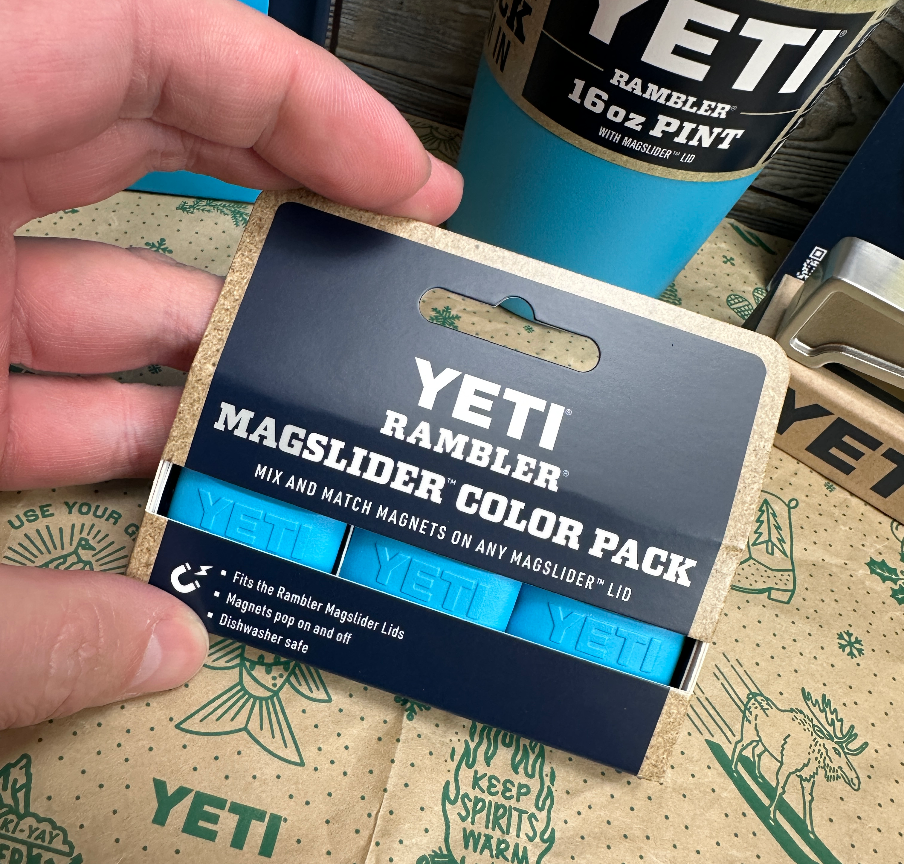 YETI
RAMBLER®
16oz PINT
WITH MAGSLIDER™ LID
YETI®
RAMBLER®
MAGSLIDER™ COLOR PACK
MIX AND MATCH MAGNETS ON ANY MAGSLIDER™ LID
YETI
YETI
YETI
▪ Fits the Rambler Magslider Lids
▪ Magnets pop on and off
▪ Dishwasher safe
YET
USE YOUR
YETI
KEEP
SPIRITS
WARM